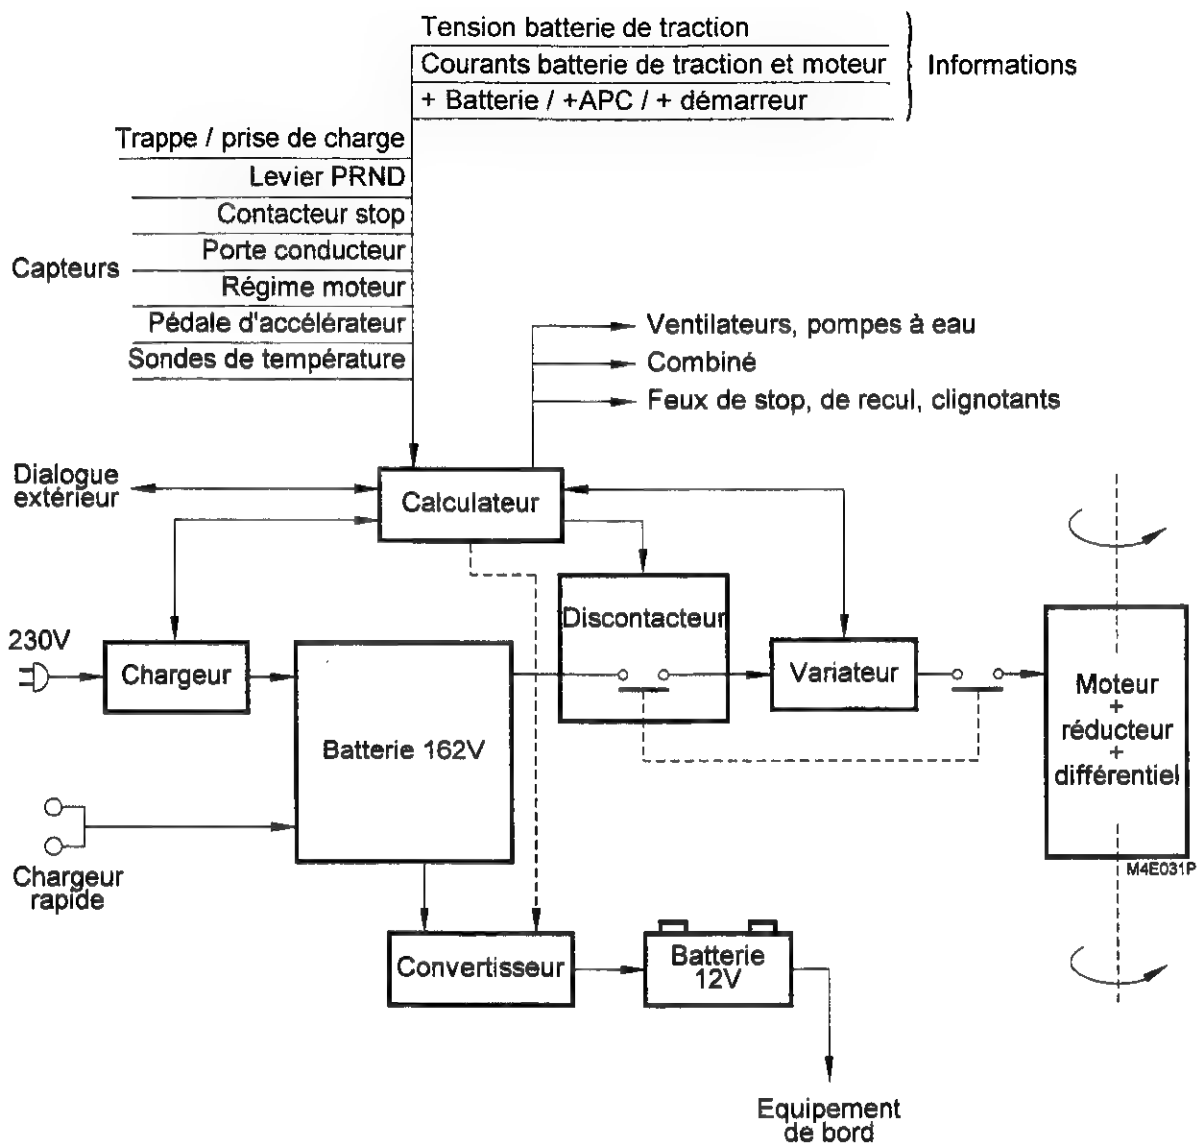 Tension batterie de traction
Courants batterie de traction et moteur
+ Batterie / +APC / + démarreur
Informations
Trappe / prise de charge
Levier PRND
Contacteur stop
Porte conducteur
Régime moteur
Pédale d'accélérateur
Sondes de température
Capteurs
Ventilateurs, pompes à eau
Combiné
Feux de stop, de recul, clignotants
Dialogue
extérieur
Calculateur
Discontacteur
230V
Chargeur
Batterie 162V
Variateur
Moteur
+
réducteur
+
différentiel
M4E031P
Chargeur
rapide
Convertisseur
Batterie
12V
Equipement
de bord